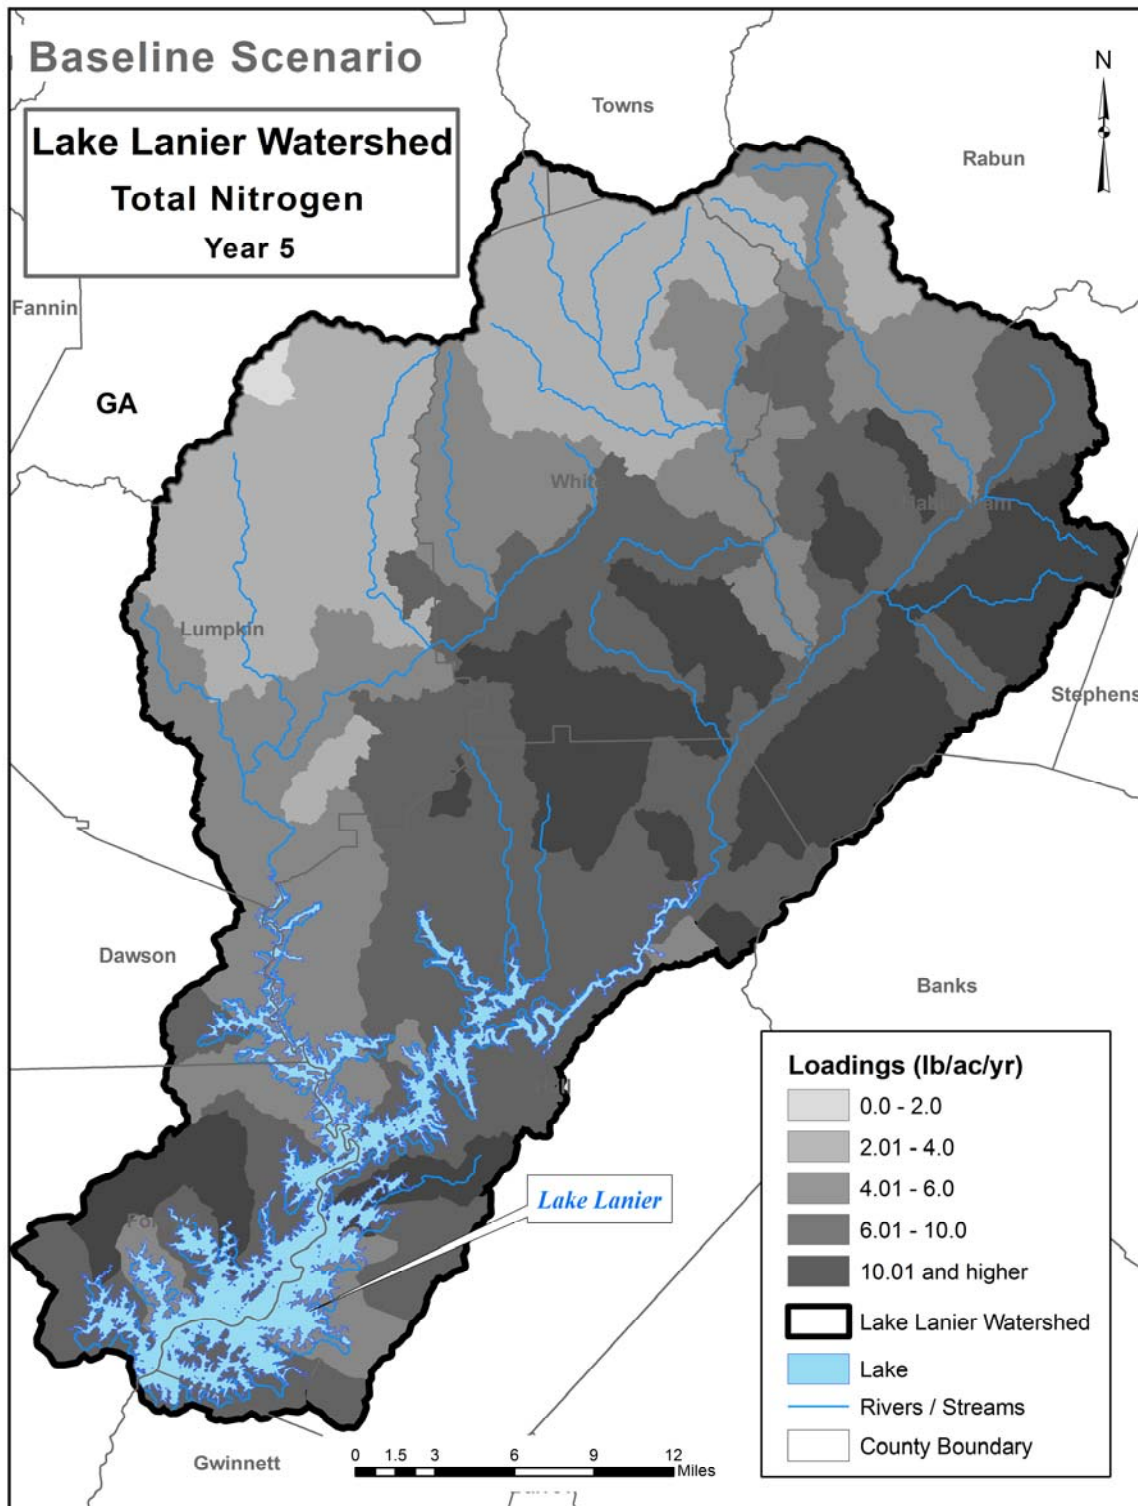 Baseline Scenario
Lake Lanier Watershed
Total Nitrogen
Year 5
N
Towns
Rabun
Fannin
GA
White
Lumpkin
Stephens
Dawson
Banks
Lake Lanier
Gwinnett
Loadings (lb/ac/yr)
0.0 - 2.0
2.01 - 4.0
4.01 - 6.0
6.01 - 10.0
10.01 and higher
Lake Lanier Watershed
Lake
Rivers / Streams
County Boundary
0 1.5 3 6 9 12
Miles